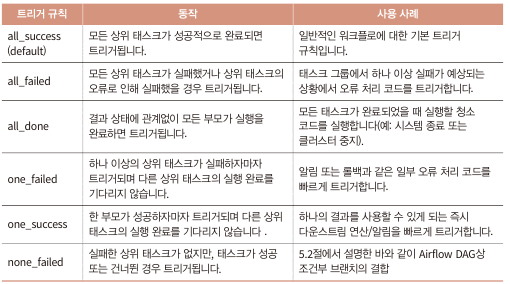 트리거 규칙 동작 사용 사례
all_success 모든 상위 태스크가 성공적으로 완료되면 일반적인 워크플로에 대한 기본 트리거
(default) 트리거됩니다. 규칙입니다.
all_failed 모든 상위 태스크가 실패했거나 상위 태스크의 태스크 그룹에서 하나 이상 실패가 예상되는
오류로 인해 실패했을 경우 트리거됩니다. 상황에서 오류 처리 코드를 트리거합니다.
all_done 결과 상태에 관계없이 모든 부모가 실행을 모든 태스크가 완료되었을 때 실행할 청소
완료하면 트리거됩니다. 코드를 실행합니다(예: 시스템 종료 또는
클러스터 중지).
one_failed 하나 이상의 상위 태스크가 실패하자마자 알림 또는 롤백과 같은 일부 오류 처리 코드를
트리거되며 다른 상위 태스크의 실행 완료를 빠르게 트리거합니다.
기다리지 않습니다.
one_success 한 부모가 성공하자마자 트리거되며 다른 상위 하나의 결과를 사용할 수 있게 되는 즉시
태스크의 실행 완료를 기다리지 않습니다 . 다운스트림 연산/알림을 빠르게 트리거합니다.
none_failed 실패한 상위 태스크가 없지만, 태스크가 성공 5.2절에서 설명한 바와 같이 Airflow DAG상
또는 건너뛴 경우 트리거됩니다. 조건부 브랜치의 결합